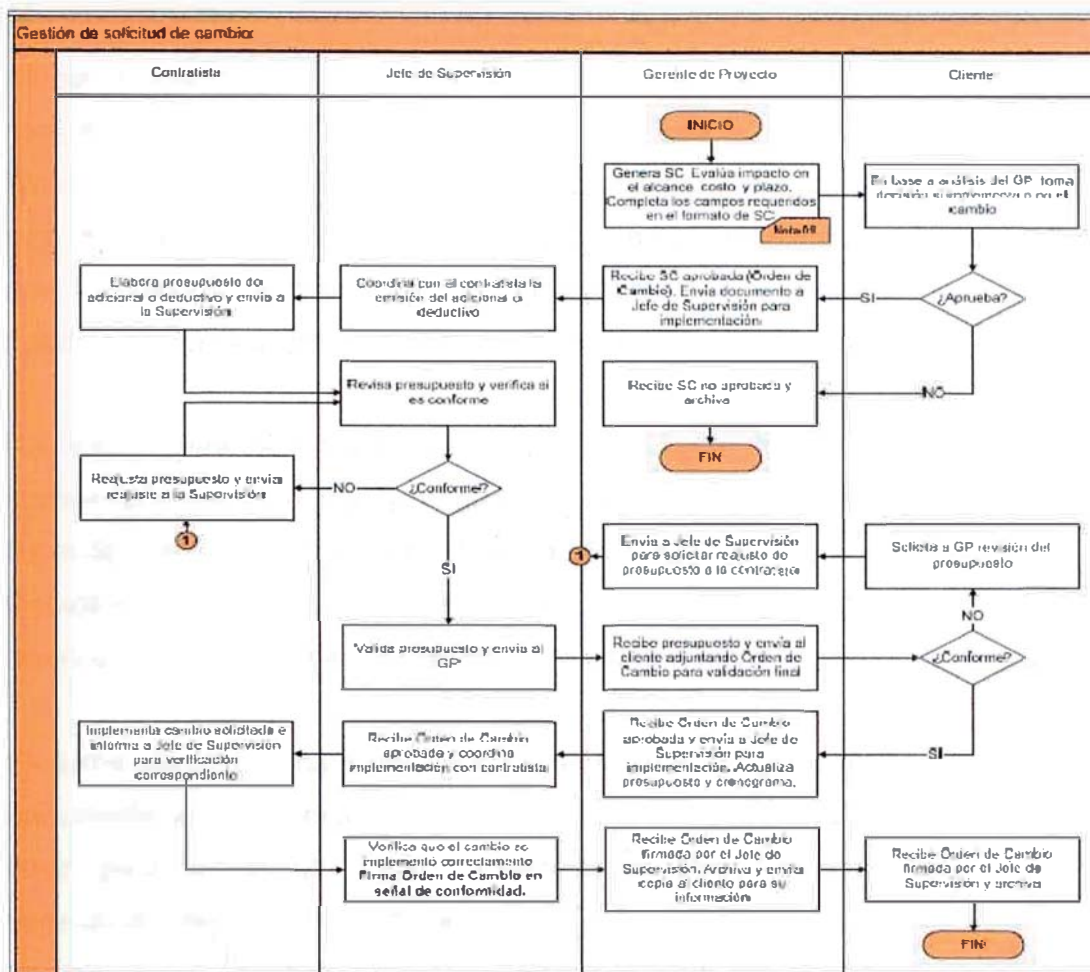 Gestión de solicitud de cambio
Contratista
Jefe de Supervisión
Gerente de Proyecto
Cliente
INICIO
Genera SC. Evalúa impacto en
el alcance, costo y plazo.
Completa los campos requeridos
en el formato de SC.
En base a análisis del GP, toma
decisión si implementa o no el
cambio
Elabora presupuesto del
adicional o deductivo y envia a
la Supervisión
Coordina con el contratista la
emisión del adicional o
deductivo
Recibe SC aprobada (Orden de
Cambio). Envia documento a
Jefe de Supervisión para
implementación.
SI
¿Aprueba?
Revisa presupuesto y verifica si
es conforme
Recibe SC no aprobada y
archiva
NO
FIN
Reajusta presupuesto y envia
reajuste a la Supervisión
NO
¿Conforme?
1
SI
1
Envia a Jefe de Supervisión
para solicitar reajuste de
presupuesto a la contratista
Solicita a GP revisión del
presupuesto
NO
Valida presupuesto y envia al
GP
Recibe presupuesto y envia al
cliente adjuntando Orden de
Cambio para validación final
¿Conforme?
Implementa cambio solicitado e
informa a Jefe de Supervisión
para verificación
correspondiente
Recibe Orden de Cambio
aprobada y coordina
implementación con contratista
Recibe Orden de Cambio
aprobada y envia a Jefe de
Supervisión para
implementación. Actualiza
presupuesto y cronograma.
SI
Verifica que el cambio se
implementó correctamente
Firma Orden de Cambio en
señal de conformidad.
Recibe Orden de Cambio
firmada por el Jefe de
Supervisión. Archiva y envia
copia al cliente para su
información
Recibe Orden de Cambio
firmada por el Jefe de
Supervisión y archiva
FIN